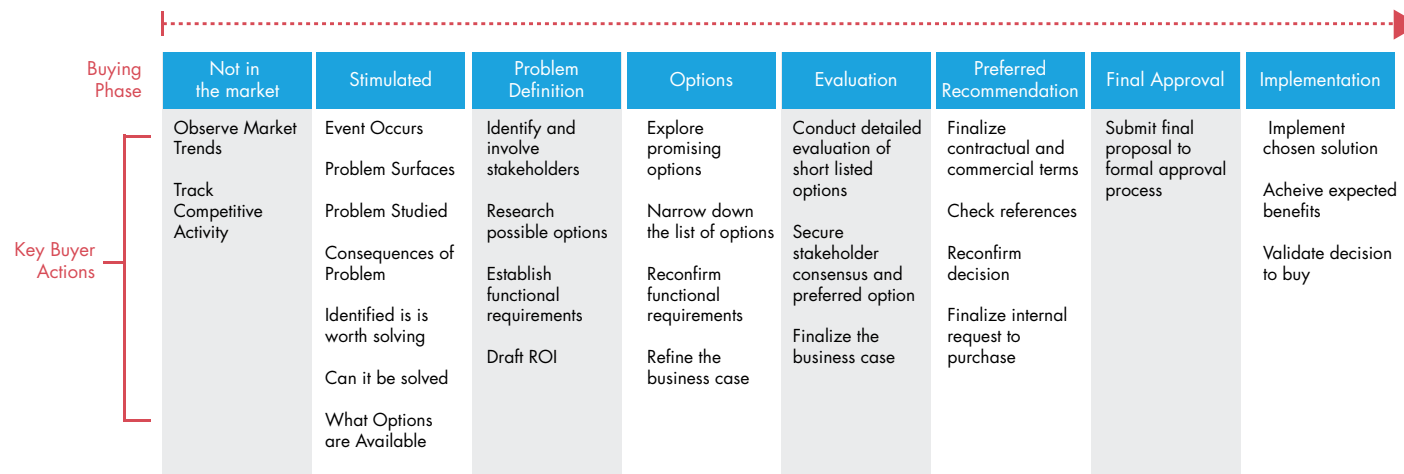 Buying
Phase
Not in
the market
Stimulated
Problem
Definition
Options
Evaluation
Preferred
Recommendation
Final Approval
Implementation
Key Buyer
Actions
Observe Market
Trends
Track
Competitive
Activity
Event Occurs
Problem Surfaces
Problem Studied
Consequences of
Problem
Identified is is
worth solving
Can it be solved
What Options
are Available
Identify and
involve
stakeholders
Research
possible options
Establish
functional
requirements
Draft ROI
Explore
promising
options
Narrow down
the list of options
Reconfirm
functional
requirements
Refine the
business case
Conduct detailed
evaluation of
short listed
options
Secure
stakeholder
consensus and
preferred option
Finalize the
business case
Finalize
contractual and
commercial terms
Check references
Reconfirm
decision
Finalize internal
request to
purchase
Submit final
proposal to
formal approval
process
Implement
chosen solution
Acheive expected
benefits
Validate decision
to buy